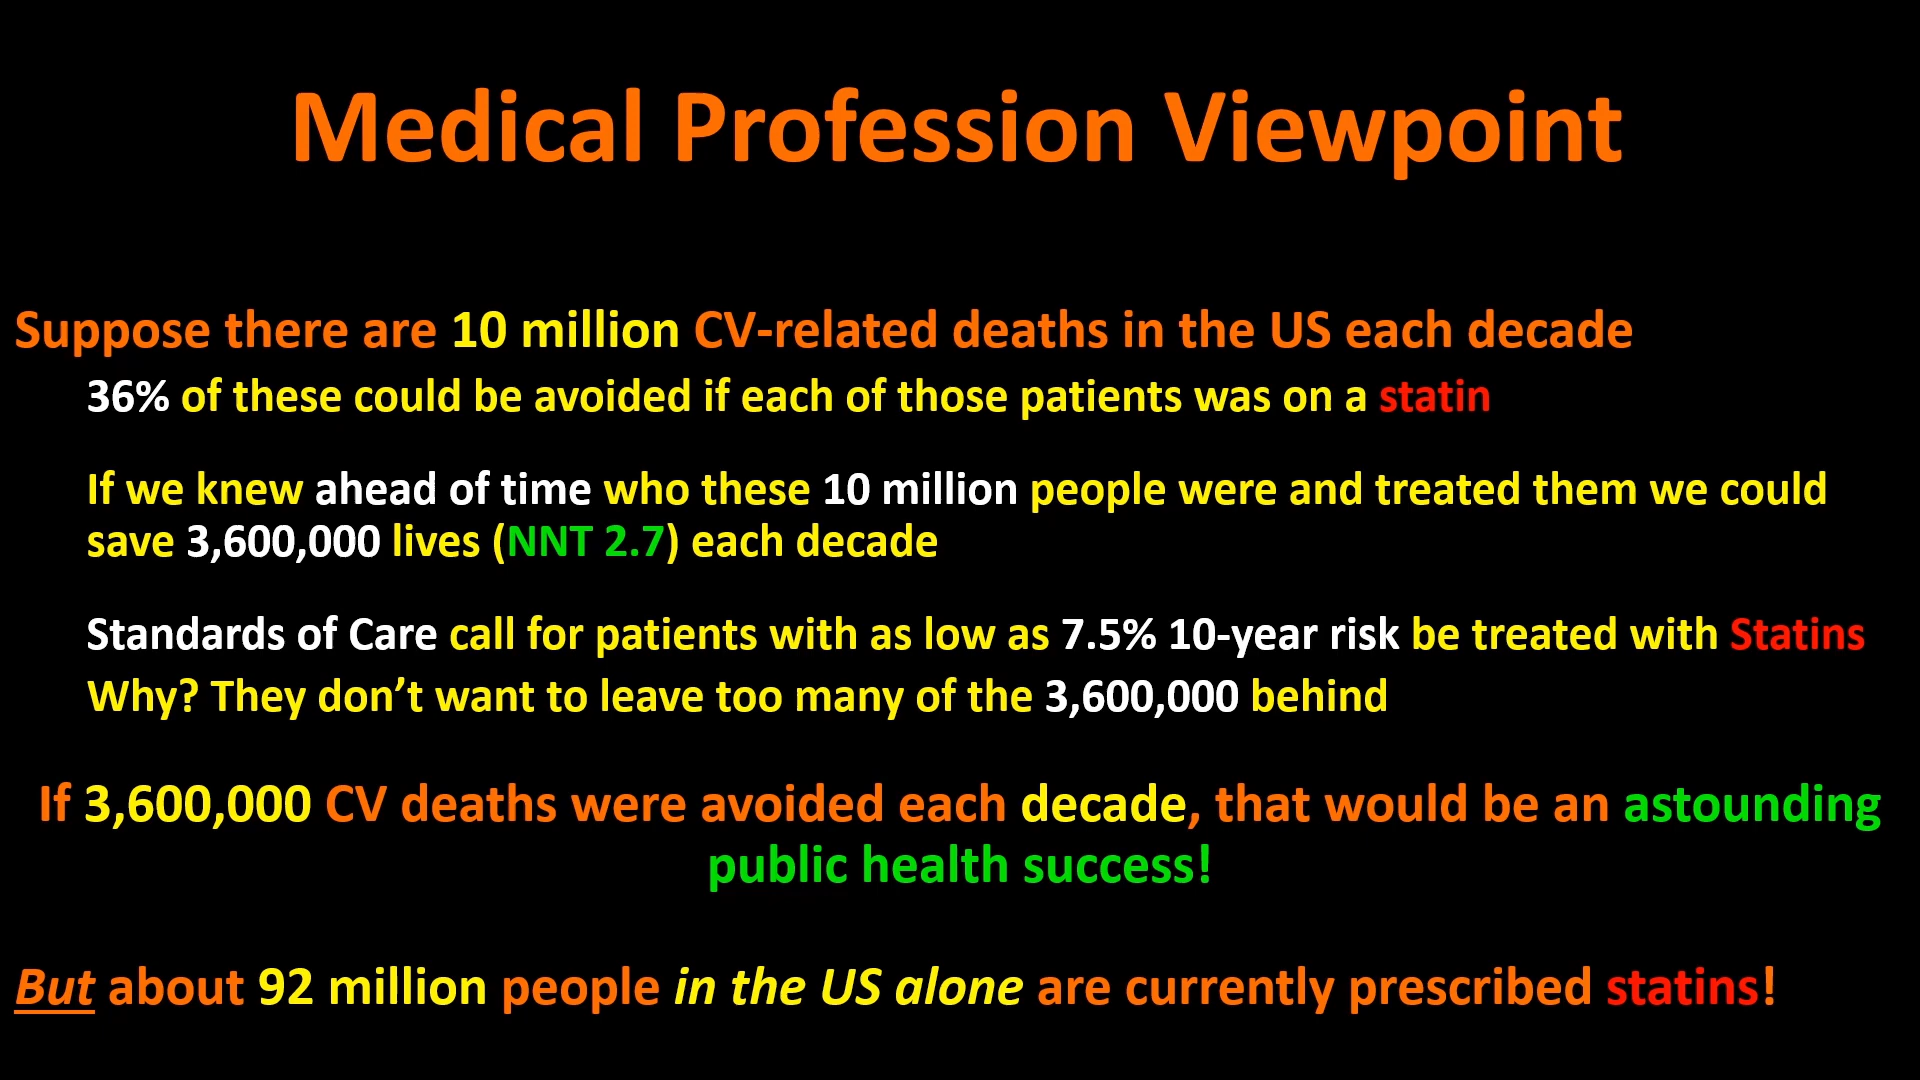 Medical Profession Viewpoint
Suppose there are 10 million CV-related deaths in the US each decade
36% of these could be avoided if each of those patients was on a statin
If we knew ahead of time who these 10 million people were and treated them we could
save 3,600,000 lives (NNT 2.7) each decade
Standards of Care call for patients with as low as 7.5% 10-year risk be treated with Statins
Why? They don’t want to leave too many of the 3,600,000 behind
If 3,600,000 CV deaths were avoided each decade, that would be an astounding
public health success!
But about 92 million people in the US alone are currently prescribed statins!